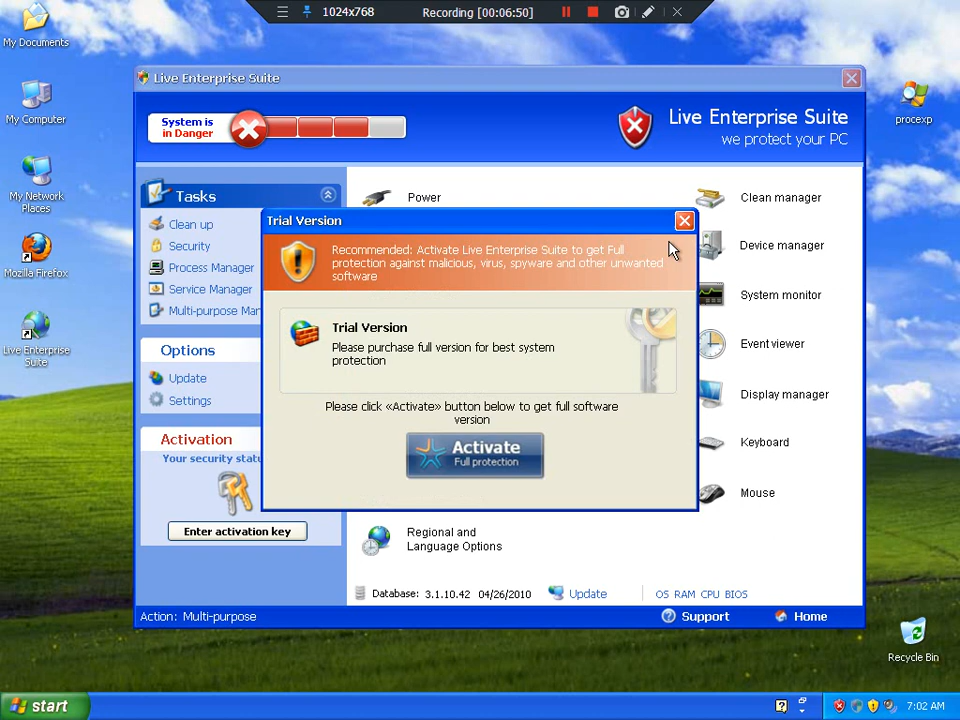 1024x768
Recording [00:06:50]
My Documents
My Computer
My Network
Places
Mozilla Firefox
Live Enterprise
Suite
procexp
Recycle Bin
Live Enterprise Suite
System is
in Danger
Live Enterprise Suite
we protect your PC
Tasks
Clean up
Security
Process Manager
Service Manager
Multi-purpose Man
Options
Update
Settings
Activation
Your security statu
Enter activation key
Power
Clean manager
Device manager
System monitor
Event viewer
Display manager
Keyboard
Mouse
Regional and
Language Options
Trial Version
Recommended: Activate Live Enterprise Suite to get Full
protection against malicious, virus, spyware and other unwanted
software
Trial Version
Please purchase full version for best system
protection
Please click «Activate» button below to get full software
version
Activate
Full protection
Database: 3.1.10.42 04/26/2010
Update
OS RAM CPU BIOS
Action: Multi-purpose
Support
Home
start
7:02 AM